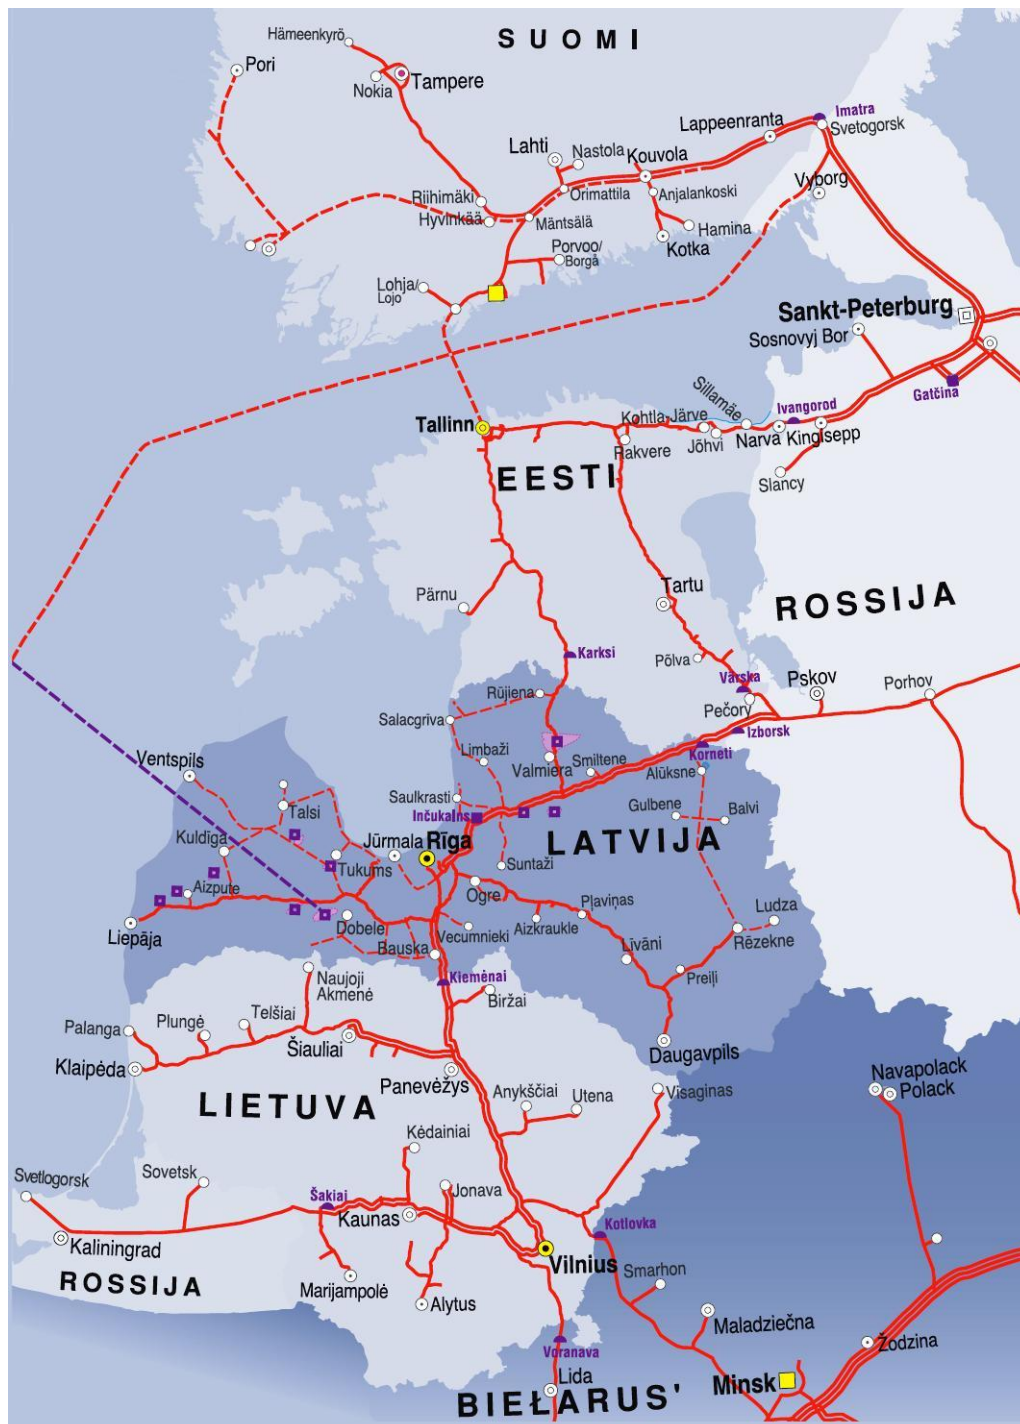 SUOMI
Hämeenkyrö
Pori
Nokia
Tampere
Imatra
Lappeenranta
Svetogorsk
Lahti
Nastola
Kouvola
Vyborg
Riihimäki
Orimattila
Anjalankoski
Hyvinkää
Mäntsälä
Hamina
Porvoo/
Borgå
Kotka
Lohja/
Lojo
Sankt-Peterburg
Sosnovyj Bor
Gatčina
Sillamäe
Ivangorod
Tallinn
Kohtla-Järve
Narva
Kingisepp
Rakvere
Jõhvi
EESTI
Slancy
Pärnu
Tartu
ROSSIJA
Karksi
Põlva
Värska
Pskov
Porhov
Rūjiena
Pečory
Salacgriva
Izborsk
Limbaži
Korneti
Ventspils
Valmiera
Smiltene
Alūksne
Saulkrasti
Talsi
Inčukalns
Gulbene
Balvi
Kuldīga
Jūrmala
Rīga
LATVIJA
Tukums
Suntaži
Aizpute
Ogre
Pļaviņas
Ludza
Liepāja
Dobele
Aizkraukle
Vecumnieki
Rēzekne
Bauska
Līvāni
Naujoji
Akmenė
Kiemėnai
Preiļi
Biržai
Telšiai
Palanga
Plungė
Šiauliai
Daugavpils
Klaipėda
Panevėžys
Navapolack
Polack
Anykščiai
Utena
Visaginas
LIETUVA
Kėdainiai
Svetlogorsk
Sovetsk
Jonava
Šakiai
Kaunas
Kotlovka
Kaliningrad
Vilnius
Smarhon
ROSSIJA
Marijampolė
Alytus
Maladziečna
Žodzina
Voranava
Lida
Minsk
BIEŁARUS'